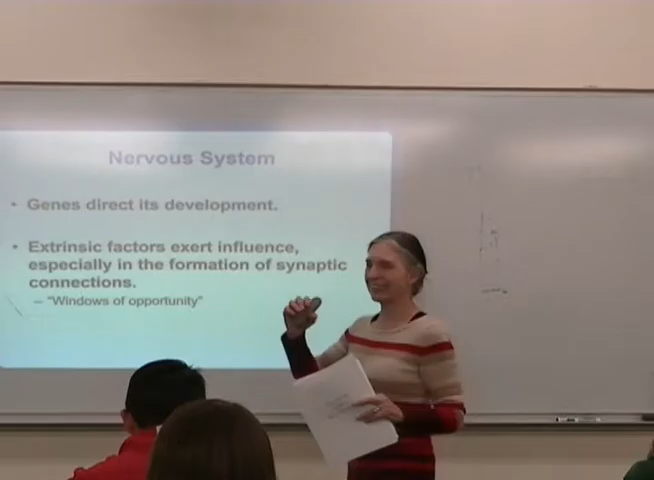 Nervous System
• Genes direct its development.
• Extrinsic factors exert influence,
especially in the formation of synaptic
connections.
– "Windows of opportunity"